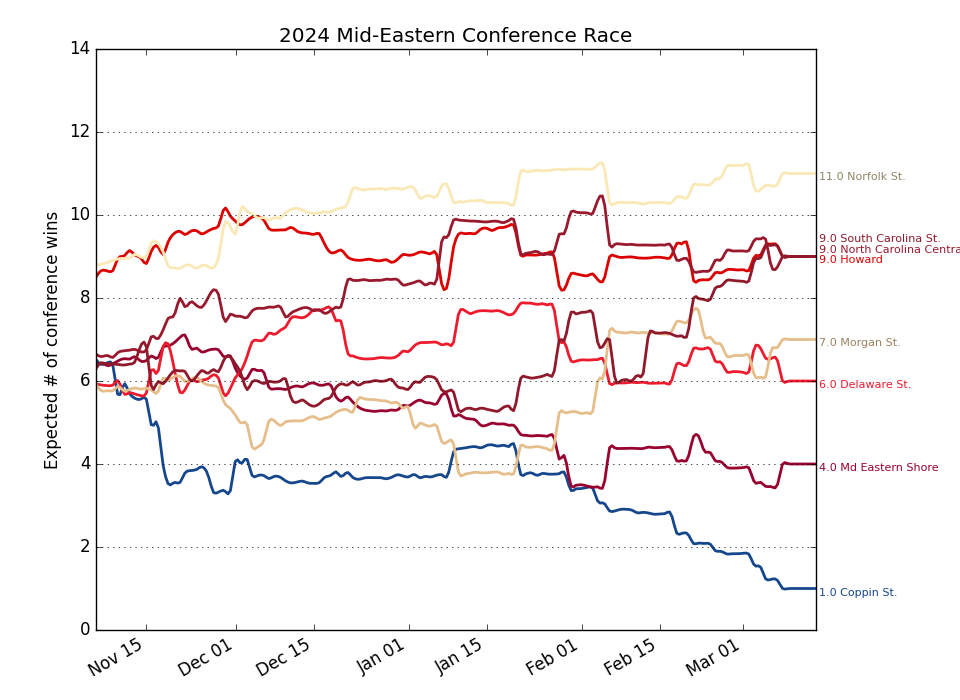 2024 Mid-Eastern Conference Race
Expected # of conference wins
14
12
10
8
6
4
2
0
Nov 15
Dec 01
Dec 15
Jan 01
Jan 15
Feb 01
Feb 15
Mar 01
11.0 Norfolk St.
9.0 South Carolina St.
9.0 North Carolina Centra
9.0 Howard
7.0 Morgan St.
6.0 Delaware St.
4.0 Md Eastern Shore
1.0 Coppin St.